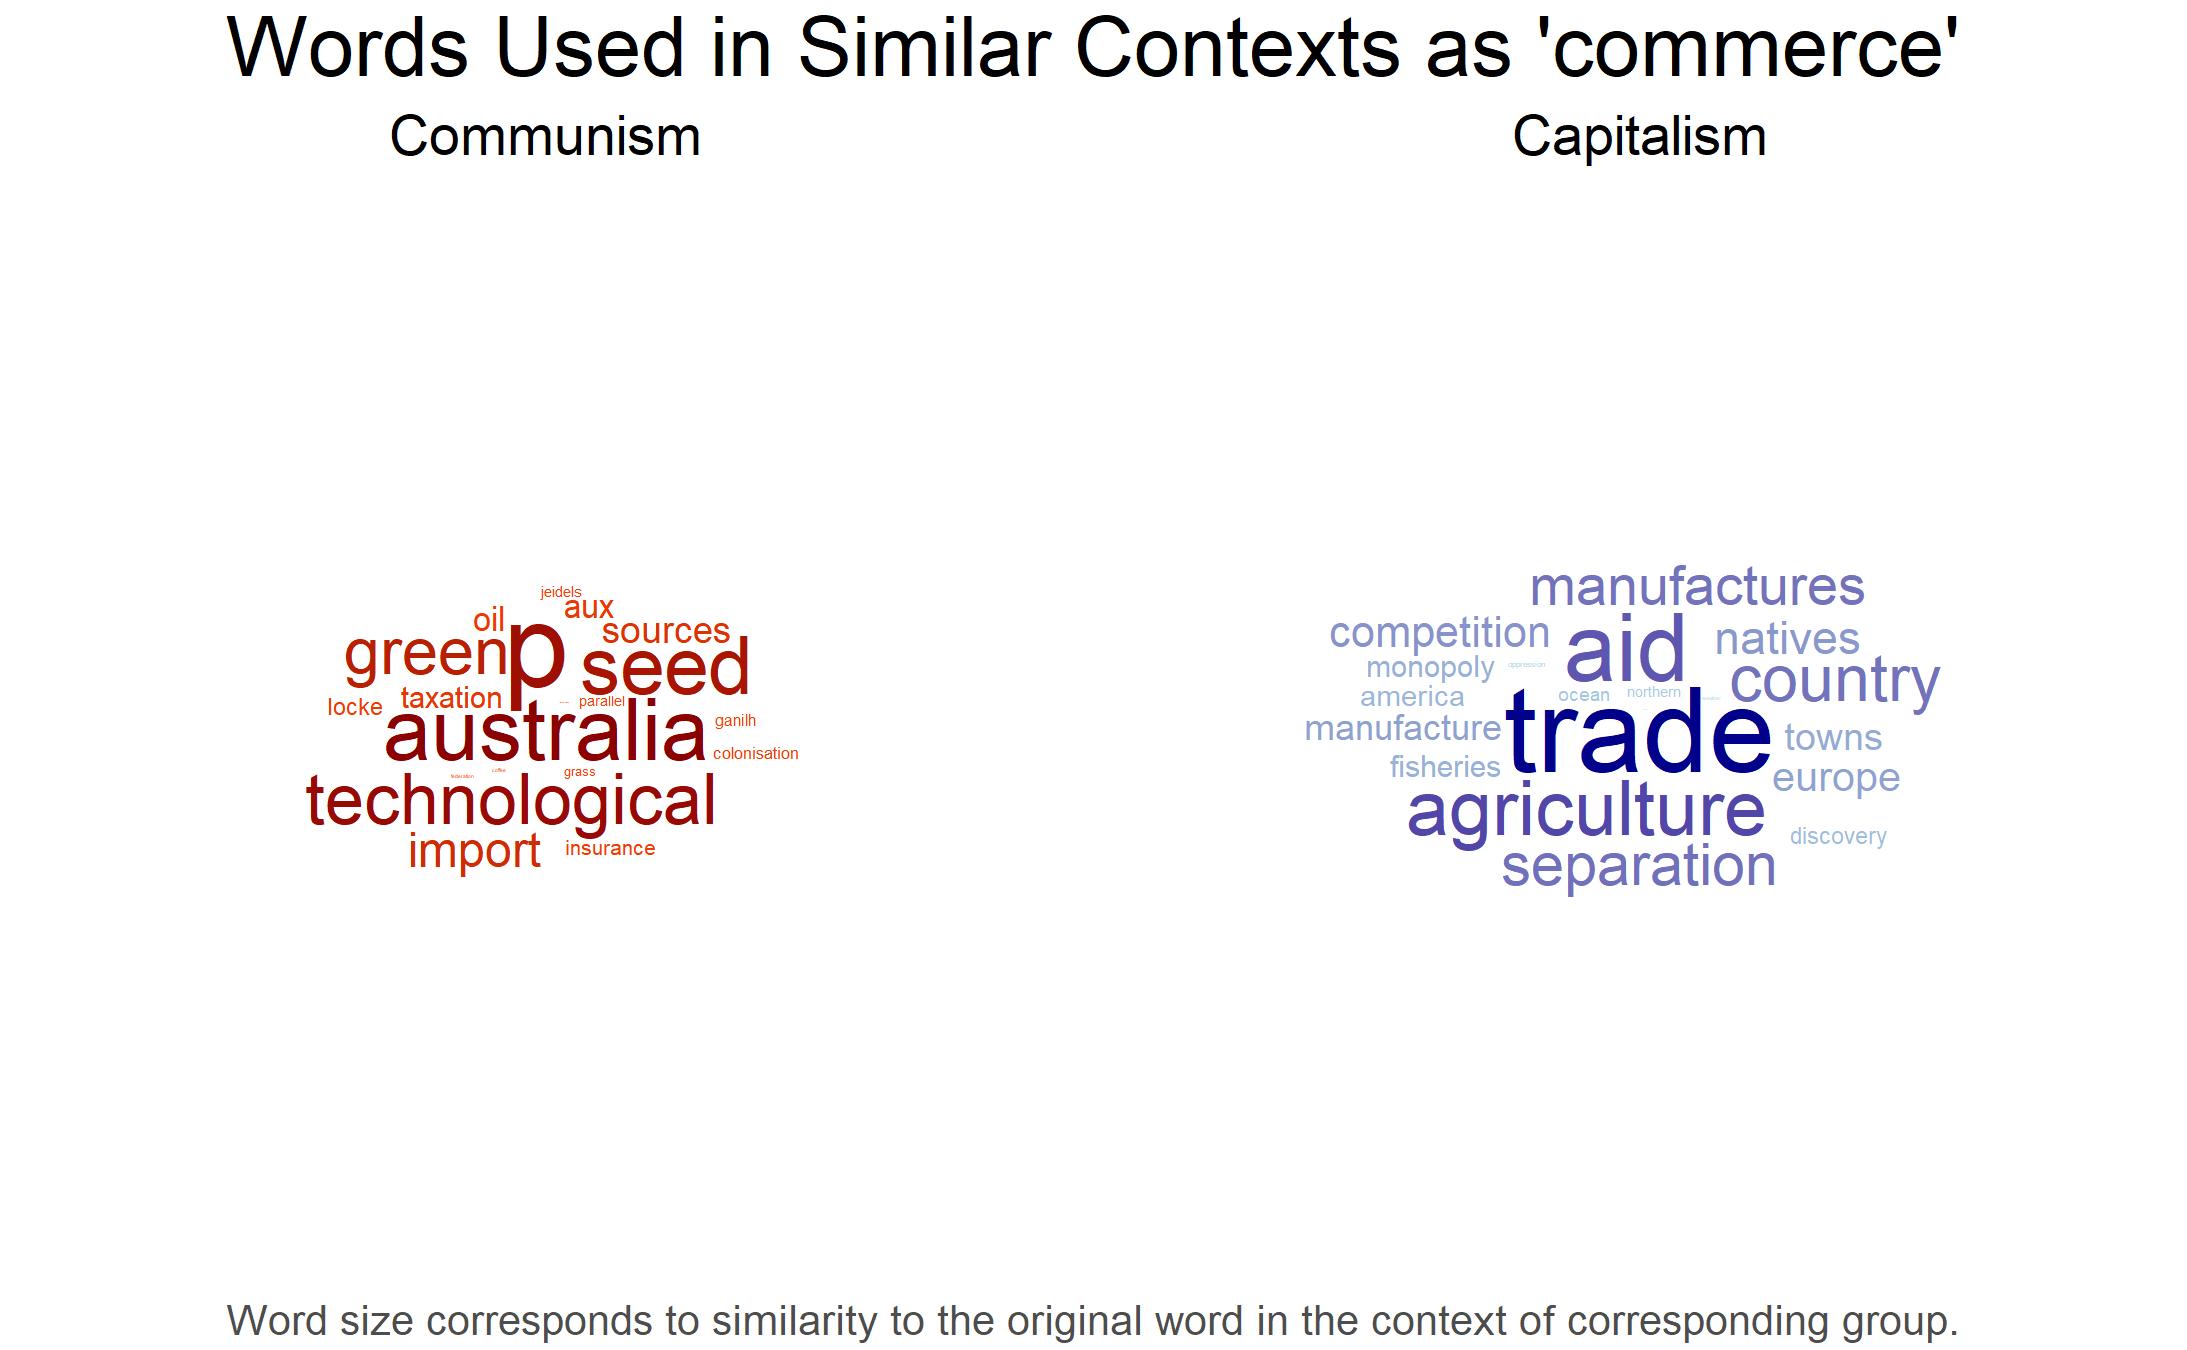 Words Used in Similar Contexts as 'commerce'
Communism
Capitalism
jeidels
aux
oil
sources
green
p
seed
locke
taxation
parallel
australia
ganilh
colonisation
federation
coffee
grass
technological
import
insurance
manufactures
competition
aid
natives
monopoly
oppression
country
america
ocean
northern
manufacture
trade
towns
fisheries
europe
agriculture
discovery
separation
Word size corresponds to similarity to the original word in the context of corresponding group.